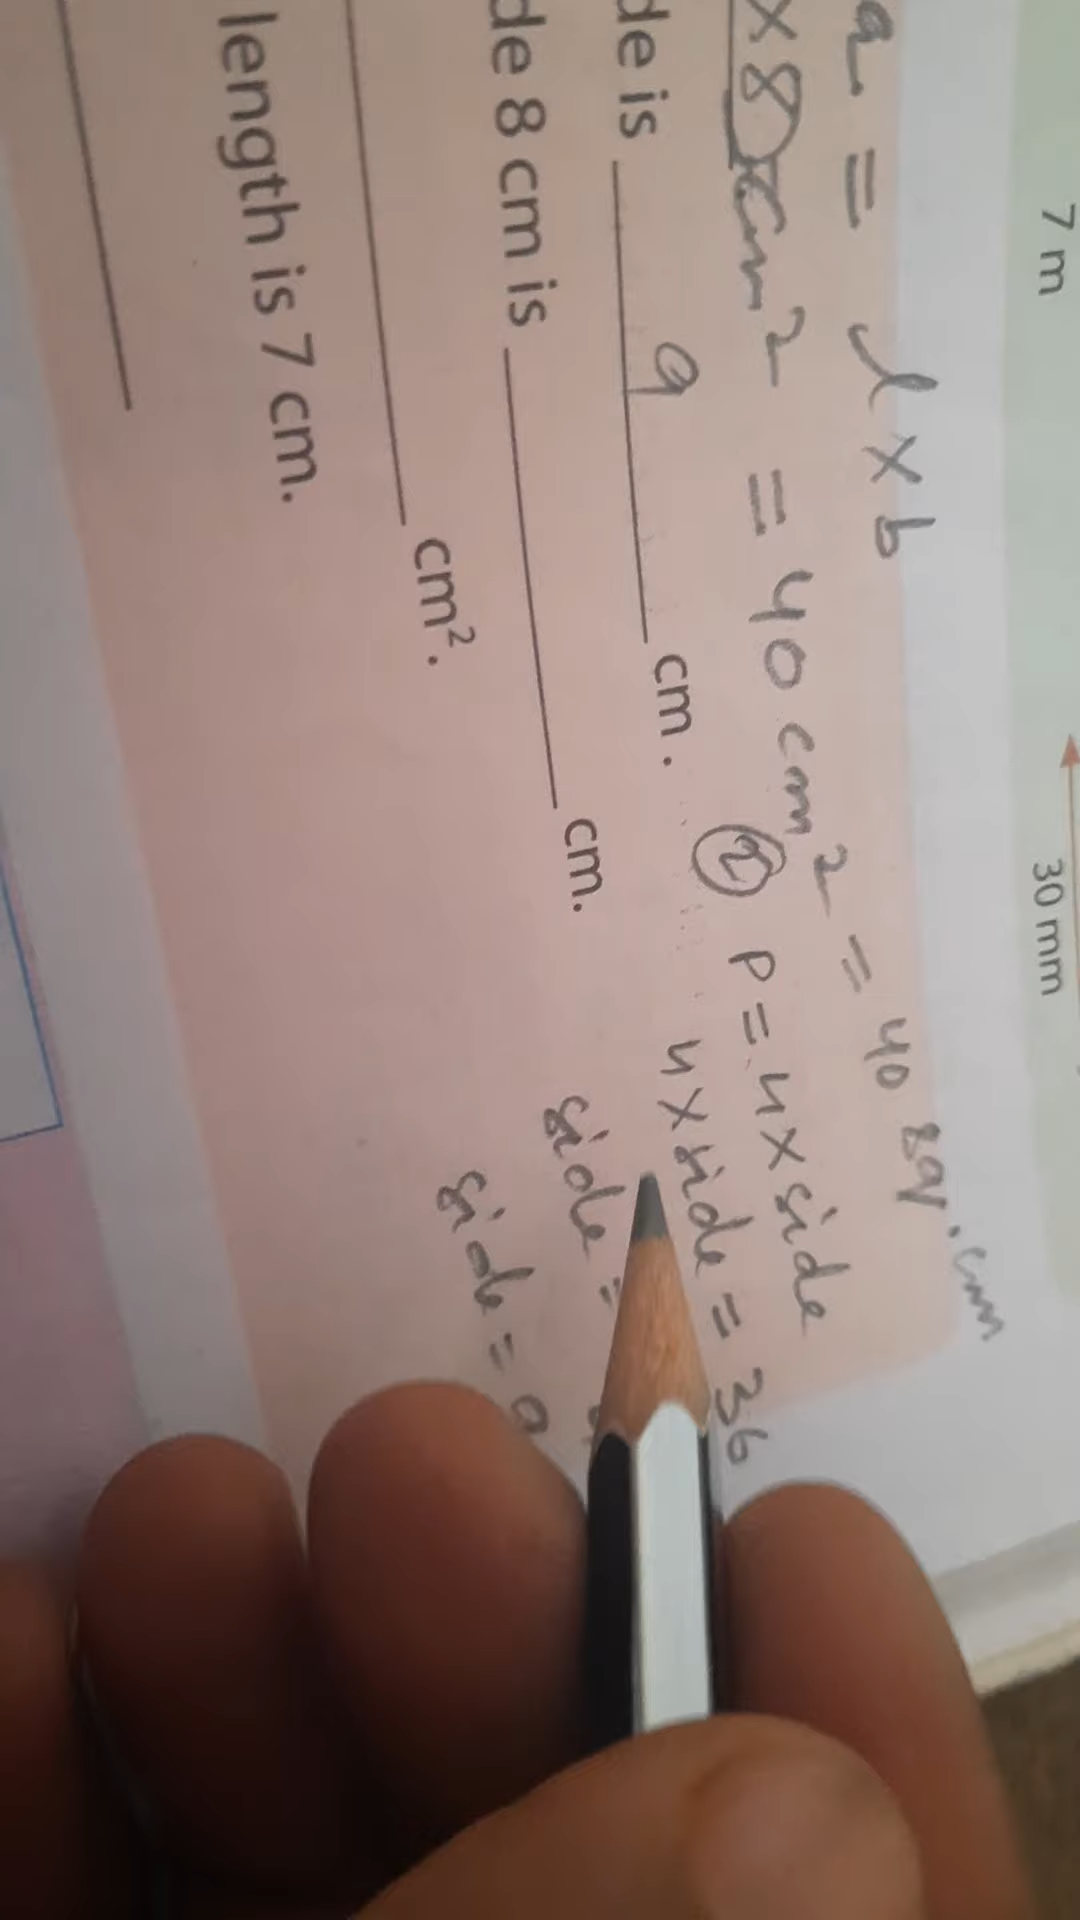 7 m
30 mm
a = l × b
× 8 cm² = 40 cm² = 40 sq. cm
② P = 4 × side
de is 9 cm.
4 × side = 36
de 8 cm is cm.
side =
side = 9
cm².
length is 7 cm.